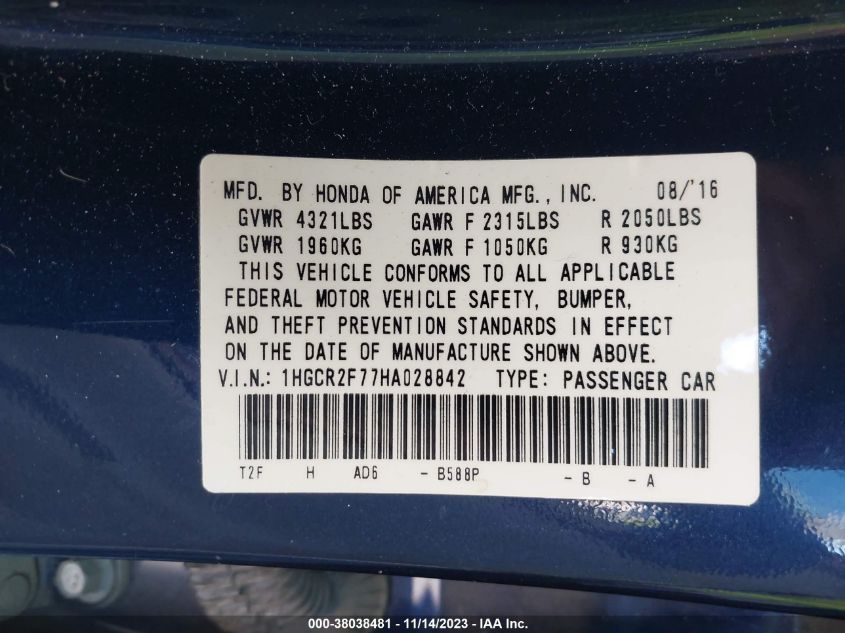 MFD. BY HONDA OF AMERICA MFG., INC. 08/'16
GVWR 4321LBS GAWR F 2315LBS R 2050LBS
GVWR 1960KG GAWR F 1050KG R 930KG
THIS VEHICLE CONFORMS TO ALL APPLICABLE
FEDERAL MOTOR VEHICLE SAFETY, BUMPER,
AND THEFT PREVENTION STANDARDS IN EFFECT
ON THE DATE OF MANUFACTURE SHOWN ABOVE.
V.I.N.: 1HGCR2F77HA028842 TYPE: PASSENGER CAR
T2F H AD6 - B588P - B - A
000-38038481 - 11/14/2023 - IAA Inc.